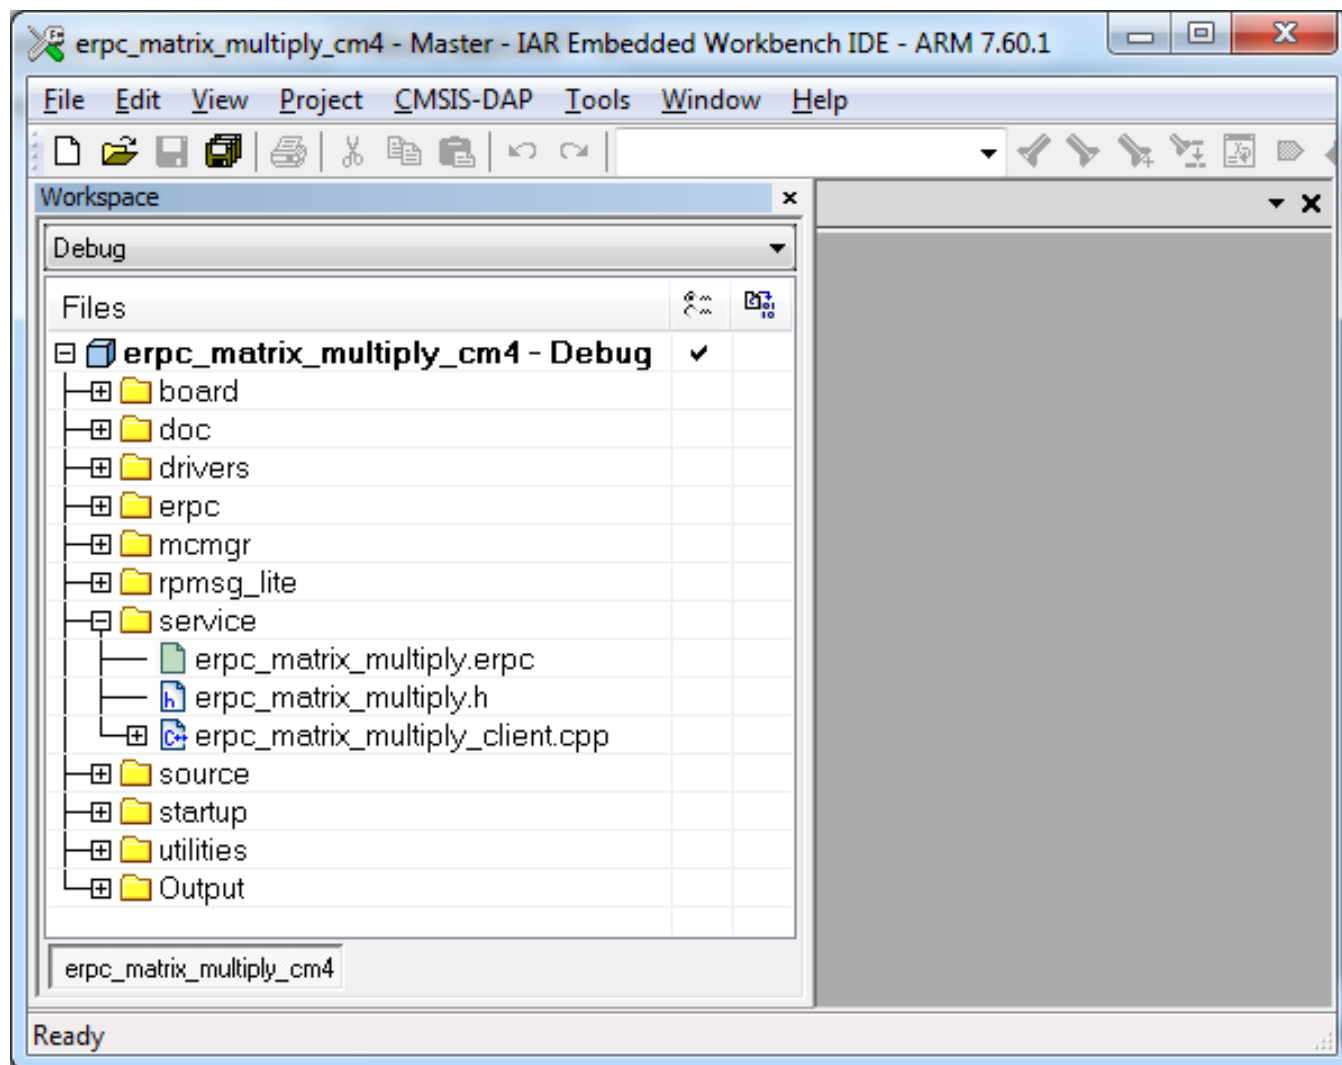 erpc_matrix_multiply_cm4 - Master - IAR Embedded Workbench IDE - ARM 7.60.1
File Edit View Project CMSIS-DAP Tools Window Help
Workspace
Debug
Files
erpc_matrix_multiply_cm4 - Debug
board
doc
drivers
erpc
mcmgr
rpmsg_lite
service
erpc_matrix_multiply.erpc
erpc_matrix_multiply.h
erpc_matrix_multiply_client.cpp
source
startup
utilities
Output
erpc_matrix_multiply_cm4
Ready